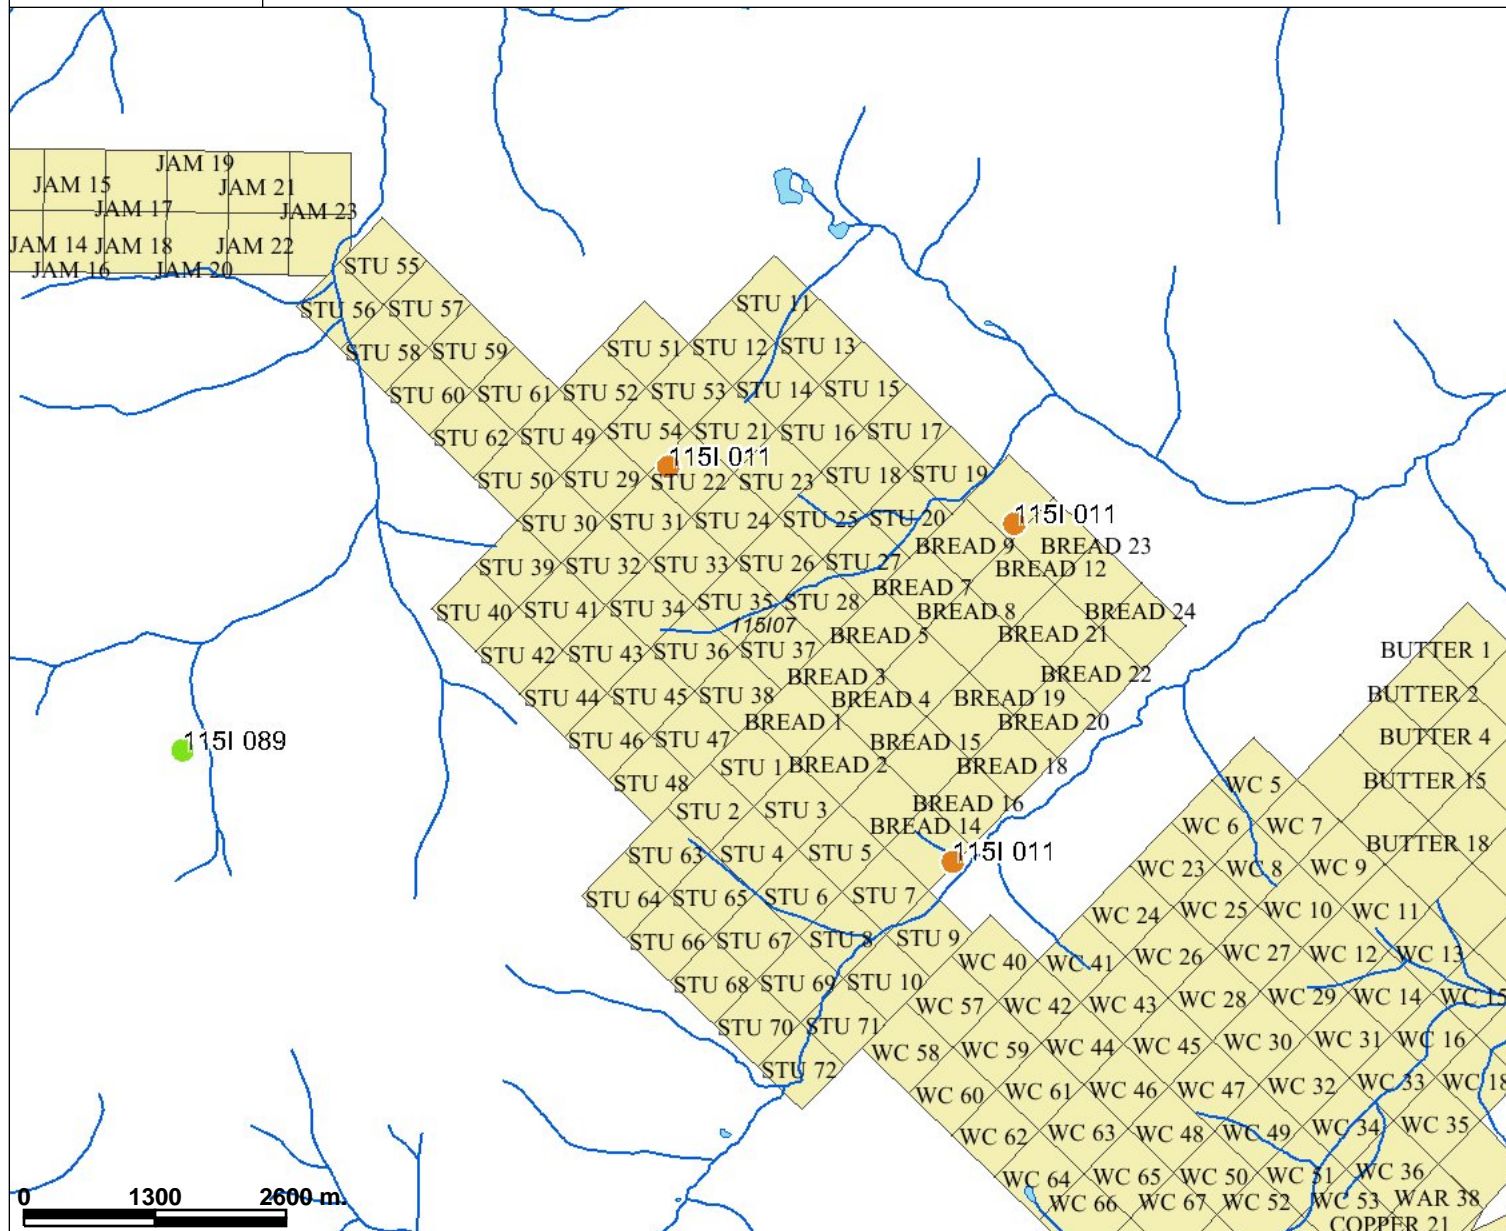 JAM 19
JAM 15
JAM 21
JAM 17
JAM 23
JAM 14
JAM 18
JAM 22
JAM 16
JAM 20
STU 55
STU 56
STU 57
STU 11
STU 58
STU 59
STU 51
STU 12
STU 13
STU 60
STU 61
STU 52
STU 53
STU 14
STU 15
STU 62
STU 49
STU 54
STU 21
STU 16
STU 17
115I 011
STU 50
STU 29
STU 22
STU 23
STU 18
STU 19
115I 011
STU 30
STU 31
STU 24
STU 25
STU 20
BREAD 9
BREAD 23
STU 39
STU 32
STU 33
STU 26
STU 27
BREAD 12
BREAD 7
STU 40
STU 41
STU 34
STU 35
STU 28
BREAD 8
BREAD 24
115I07
BREAD 5
BREAD 21
STU 42
STU 43
STU 36
STU 37
BUTTER 1
BREAD 3
BREAD 22
STU 44
STU 45
STU 38
BREAD 4
BREAD 19
BUTTER 2
BREAD 1
BREAD 20
STU 46
STU 47
BREAD 15
BUTTER 4
115I 089
STU 1
BREAD 2
BREAD 18
STU 48
WC 5
BUTTER 15
STU 2
STU 3
BREAD 16
BREAD 14
WC 6
WC 7
BUTTER 18
STU 63
STU 4
STU 5
115I 011
WC 23
WC 8
WC 9
STU 64
STU 65
STU 6
STU 7
WC 24
WC 25
WC 10
WC 11
STU 66
STU 67
STU 8
STU 9
WC 40
WC 41
WC 26
WC 27
WC 12
WC 13
STU 68
STU 69
STU 10
WC 57
WC 42
WC 43
WC 28
WC 29
WC 14
WC 15
STU 70
STU 71
WC 58
WC 59
WC 44
WC 45
WC 30
WC 31
WC 16
STU 72
WC 60
WC 61
WC 46
WC 47
WC 32
WC 33
WC 18
WC 62
WC 63
WC 48
WC 49
WC 34
WC 35
WC 64
WC 65
WC 50
WC 51
WC 36
WC 66
WC 67
WC 52
WC 53
WAR 38
COPPER 21
0 1300 2600 m.